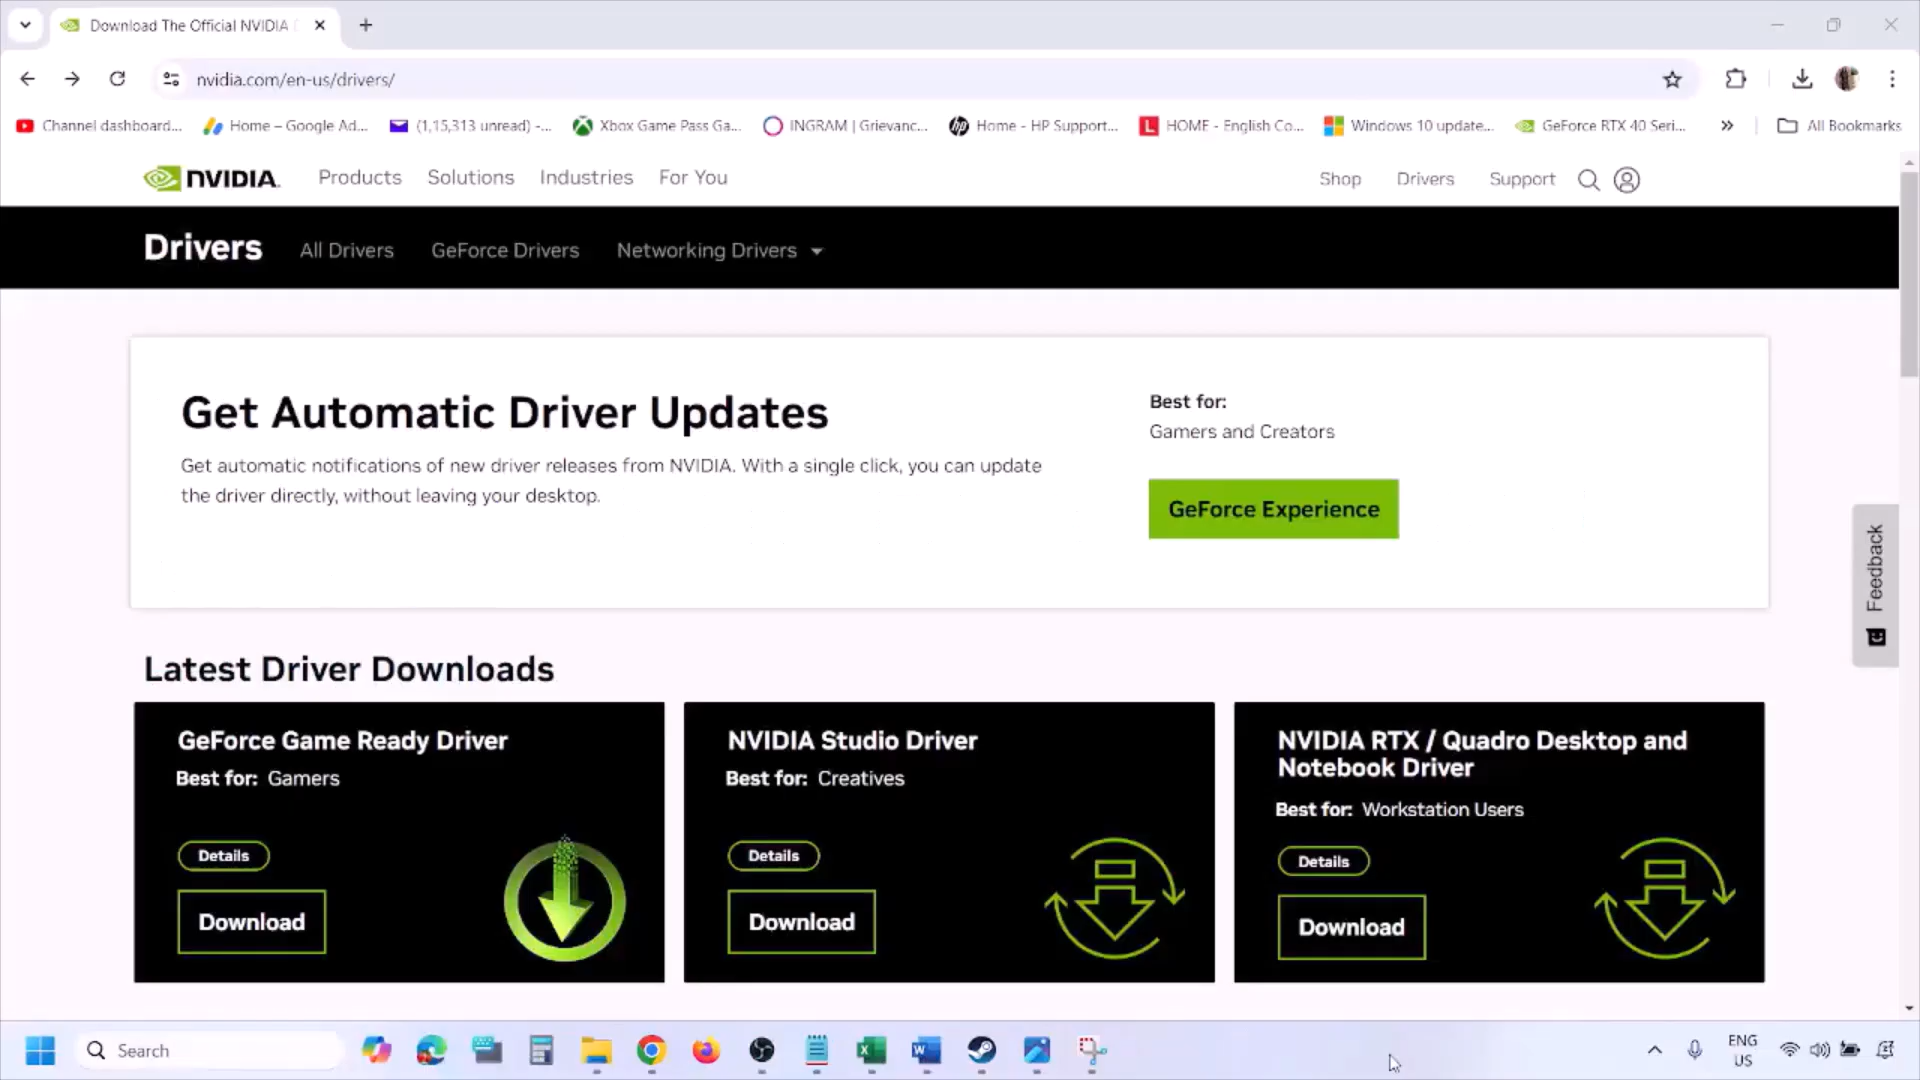 Download The Official NVIDIA
nvidia.com/en-us/drivers/
Channel dashboard...
Home – Google Ad...
(1,15,313 unread) -...
Xbox Game Pass Ga...
INGRAM | Grievanc...
Home - HP Support...
HOME - English Co...
Windows 10 update...
GeForce RTX 40 Seri...
All Bookmarks
NVIDIA.
Products
Solutions
Industries
For You
Shop
Drivers
Support
Drivers
All Drivers
GeForce Drivers
Networking Drivers
Get Automatic Driver Updates
Get automatic notifications of new driver releases from NVIDIA. With a single click, you can update
the driver directly, without leaving your desktop.
Best for:
Gamers and Creators
GeForce Experience
Feedback
Latest Driver Downloads
GeForce Game Ready Driver
Best for: Gamers
Details
Download
NVIDIA Studio Driver
Best for: Creatives
Details
Download
NVIDIA RTX / Quadro Desktop and
Notebook Driver
Best for: Workstation Users
Details
Download
Search
ENG
US